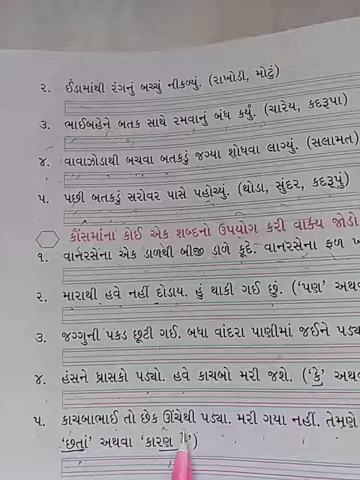 ૨. ઈંડામાંથી રંગનું બચ્ચું નીકળ્યું. (રાખોડી, મોટું)
૩. ભાઈબહેને બતક સાથે રમવાનું બંધ કર્યું. (ચારેય, કદરૂપા)
૪. વાવાઝોડાથી બચવા બતકડું જગ્યા શોધવા લાગ્યું. (સલામત
૫. પછી બતકડું સરોવર પાસે પહોચ્યું. (થોડા, સુંદર, કદરૂપું)
કૌંસમાંના કોઈ એક શબ્દનો ઉપયોગ કરી વાક્ય જોડો
૧. વાનરસેના એક ડાળથી બીજી ડાળે કૂદે. વાનરસેના ફળ
૨. મારાથી હવે નહીં દોડાય. હું થાકી ગઈ છું. ('પણ' અથવ
૩. જગ્ગુની પકડ છૂટી ગઈ. બધા વાંદરા પાણીમાં જઈને પડ્ય
૪. હંસને ધ્રાસકો પડ્યો. હવે કાચબો મરી જશે. ('કે' અથવ
૫. કાચબાભાઈ તો છેક ઊંચેથી પડ્યા. મરી ગયા નહીં. તેમણે
'છતાં' અથવા 'કારણ